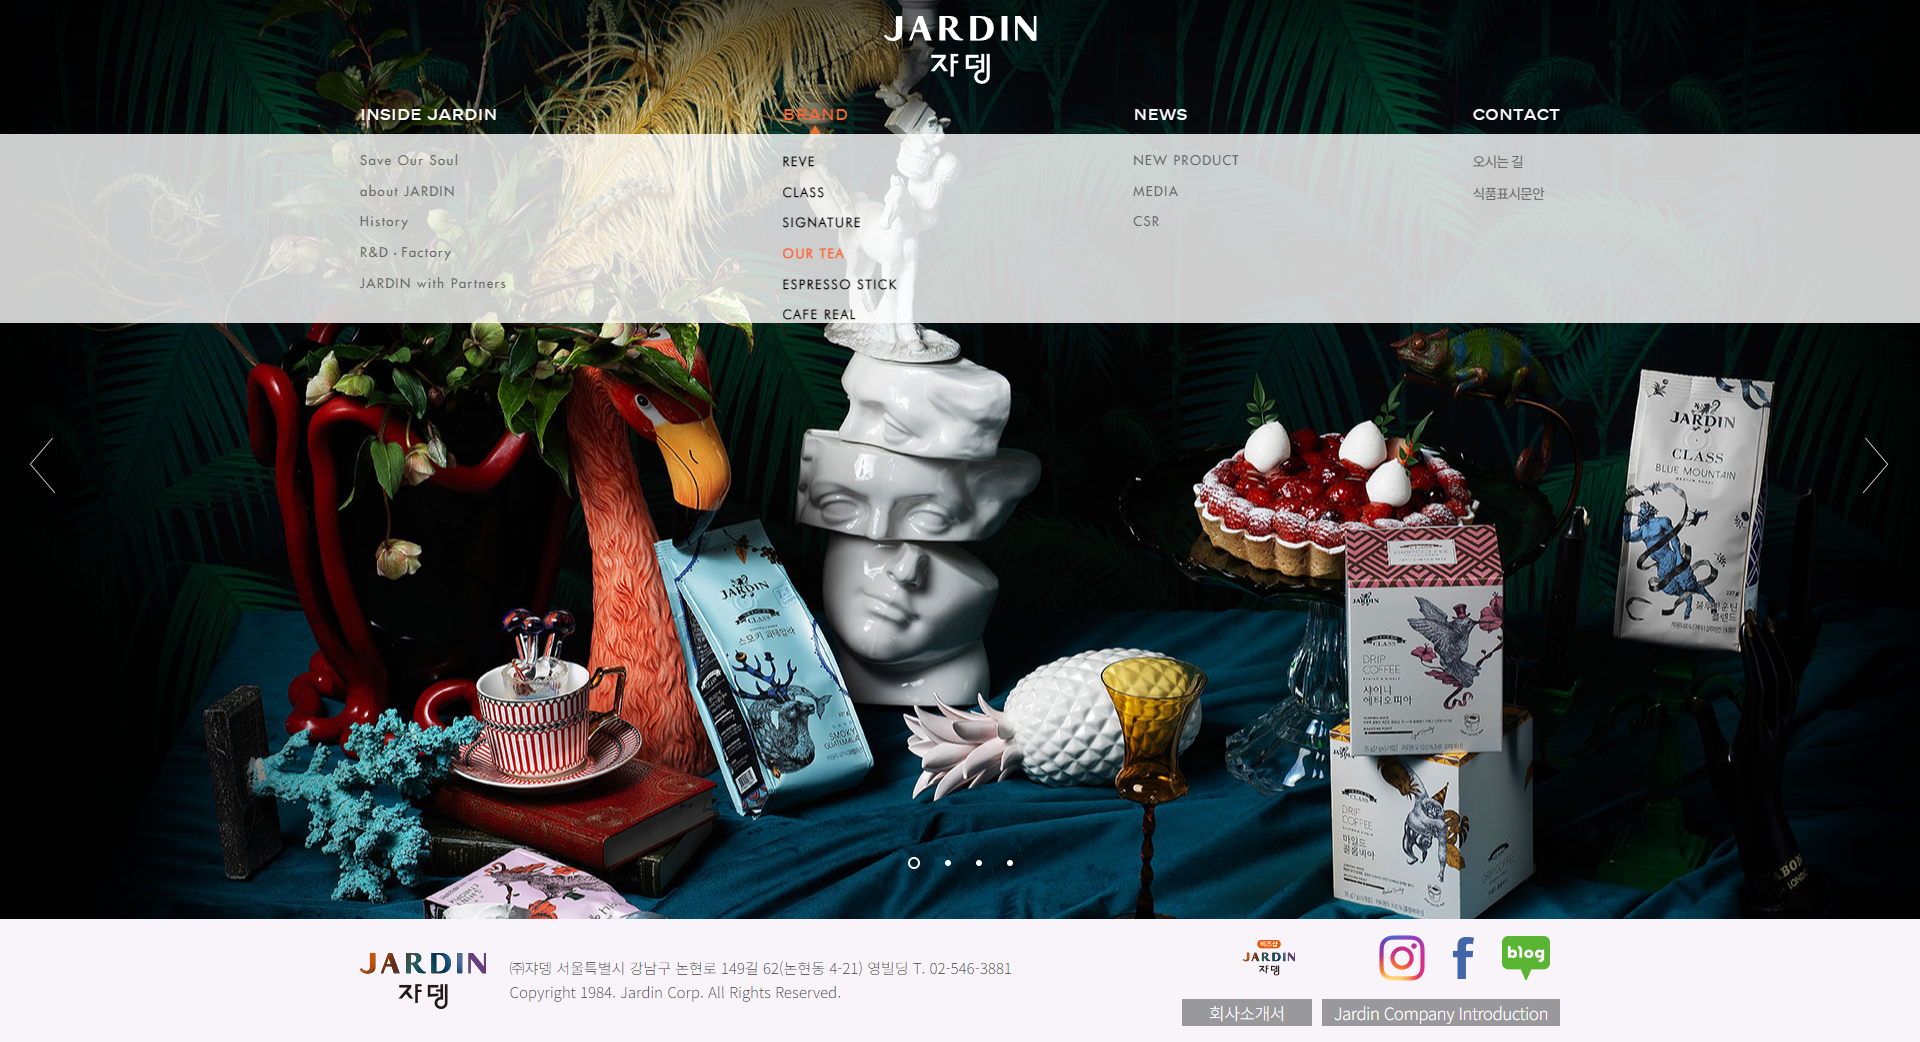 JARDIN
쟈뎅
INSIDE JARDIN
BRAND
NEWS
CONTACT
Save Our Soul
about JARDIN
History
R&D · Factory
JARDIN with Partners
REVE
CLASS
SIGNATURE
OUR TEA
ESPRESSO STICK
CAFE REAL
NEW PRODUCT
MEDIA
CSR
오시는 길
식품표시문안
JARDIN
CLASS
BLUE MOUNTAIN
JARDIN
CLASS
스모키 과테말라
SMOKY
GUATEMALA
JARDIN
CLASS
DRIP
COFFEE
샤이니
에티오피아
CLASS
DRIP
COFFEE
마일드
콜롬비아
JARDIN
쟈뎅
㈜쟈뎅 서울특별시 강남구 논현로 149길 62(논현동 4-21) 영빌딩 T. 02-546-3881
Copyright 1984. Jardin Corp. All Rights Reserved.
비즈샵
JARDIN
쟈뎅
blog
회사소개서
Jardin Company Introduction